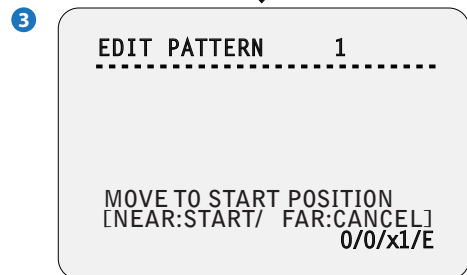 3
EDIT PATTERN 1
MOVE TO START POSITION
[NEAR:START/ FAR:CANCEL]
0/0/x1/E